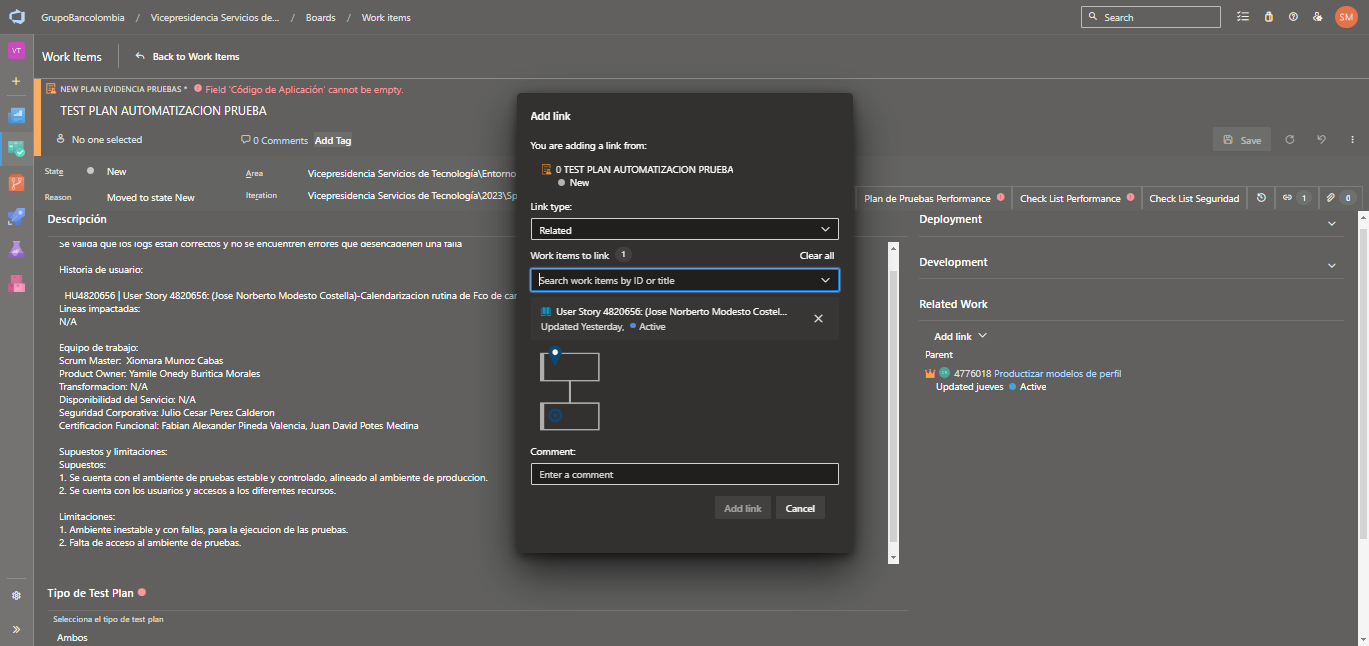 GrupoBancolombia / Vicepresidencia Servicios de... / Boards / Work items
Search
SM
VT
Work Items
Back to Work Items
NEW PLAN EVIDENCIA PRUEBAS * Field 'Código de Aplicación' cannot be empty.
TEST PLAN AUTOMATIZACION PRUEBA
No one selected
0 Comments
Add Tag
Save
State
New
Area
Vicepresidencia Servicios de Tecnología\Entorno
Reason
Moved to state New
Iteration
Vicepresidencia Servicios de Tecnología\2023\Sp
Plan de Pruebas Performance
Check List Performance
Check List Seguridad
1
0
Descripción
Se valida que los logs estan correctos y no se encuentren errores que desencadenen una falla
Historia de usuario:
HU4820656 | User Story 4820656: (Jose Norberto Modesto Costella)-Calendarizacion rutina de Fco de car
Lineas impactadas:
N/A
Equipo de trabajo:
Scrum Master: Xiomara Munoz Cabas
Product Owner: Yamile Onedy Buritica Morales
Transformacion: N/A
Disponibilidad del Servicio: N/A
Seguridad Corporativa: Julio Cesar Perez Calderon
Certificacion Funcional: Fabian Alexander Pineda Valencia, Juan David Potes Medina
Supuestos y limitaciones:
Supuestos:
1. Se cuenta con el ambiente de pruebas estable y controlado, alineado al ambiente de produccion.
2. Se cuenta con los usuarios y accesos a los diferentes recursos.
Limitaciones:
1. Ambiente inestable y con fallas, para la ejecucion de las pruebas.
2. Falta de acceso al ambiente de pruebas.
Tipo de Test Plan
Selecciona el tipo de test plan
Ambos
Add link
You are adding a link from:
0 TEST PLAN AUTOMATIZACION PRUEBA
New
Link type:
Related
Work items to link 1
Clear all
Search work items by ID or title
User Story 4820656: (Jose Norberto Modesto Costel...
Updated Yesterday, Active
Comment:
Enter a comment
Add link
Cancel
Deployment
Development
Related Work
Add link
Parent
4776018 Productizar modelos de perfil
Updated jueves Active